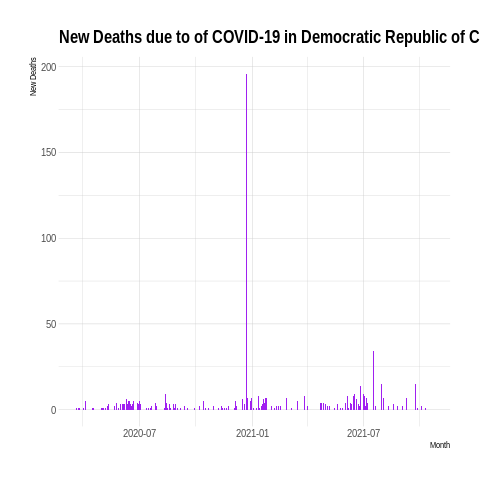 New Deaths due to of COVID-19 in Democratic Republic of C
New Deaths
200
150
100
50
0
2020-07 2021-01 2021-07
Month